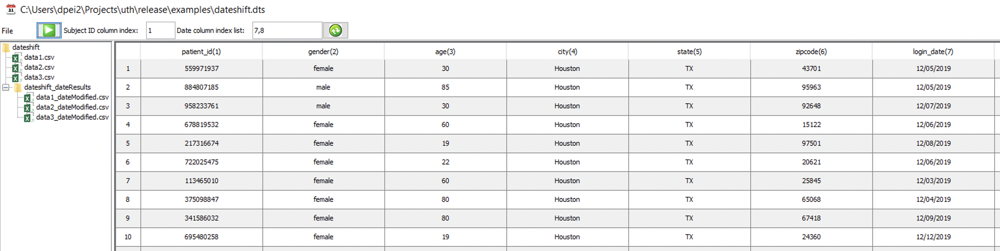 31 C:\Users\dpei2\Projects\uth\release\examples\dateshift.dts
File Subject ID column index: 1 Date column index list: 7,8
dateshift
data1.csv
data2.csv
data3.csv
dateshift_dateResults
data1_dateModified.csv
data2_dateModified.csv
data3_dateModified.csv
patient_id(1) gender(2) age(3) city(4) state(5) zipcode(6) login_date(7)
1 559971937 female 30 Houston TX 43701 12/05/2019
2 884807185 male 85 Houston TX 95963 12/05/2019
3 958233761 male 30 Houston TX 92648 12/07/2019
4 678819532 female 60 Houston TX 15122 12/06/2019
5 217316674 female 19 Houston TX 97501 12/08/2019
6 722025475 female 22 Houston TX 20621 12/06/2019
7 113465010 female 60 Houston TX 25845 12/03/2019
8 375098847 female 80 Houston TX 65068 12/04/2019
9 341586032 female 80 Houston TX 67418 12/09/2019
10 695480258 female 19 Houston TX 24360 12/12/2019